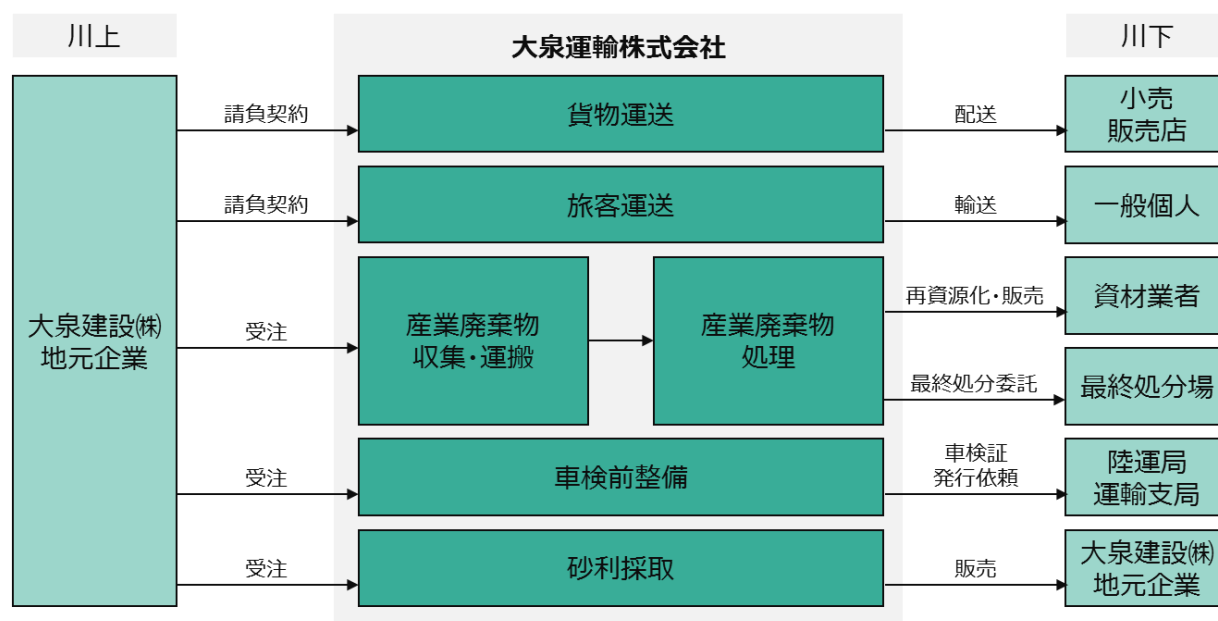 川上
大泉運輸株式会社
川下
大泉建設㈱
地元企業
請負契約
貨物運送
配送
小売
販売店
請負契約
旅客運送
輸送
一般個人
受注
産業廃棄物
収集・運搬
産業廃棄物
処理
再資源化・販売
資材業者
最終処分委託
最終処分場
受注
車検前整備
車検証
発行依頼
陸運局
運輸支局
受注
砂利採取
販売
大泉建設㈱
地元企業